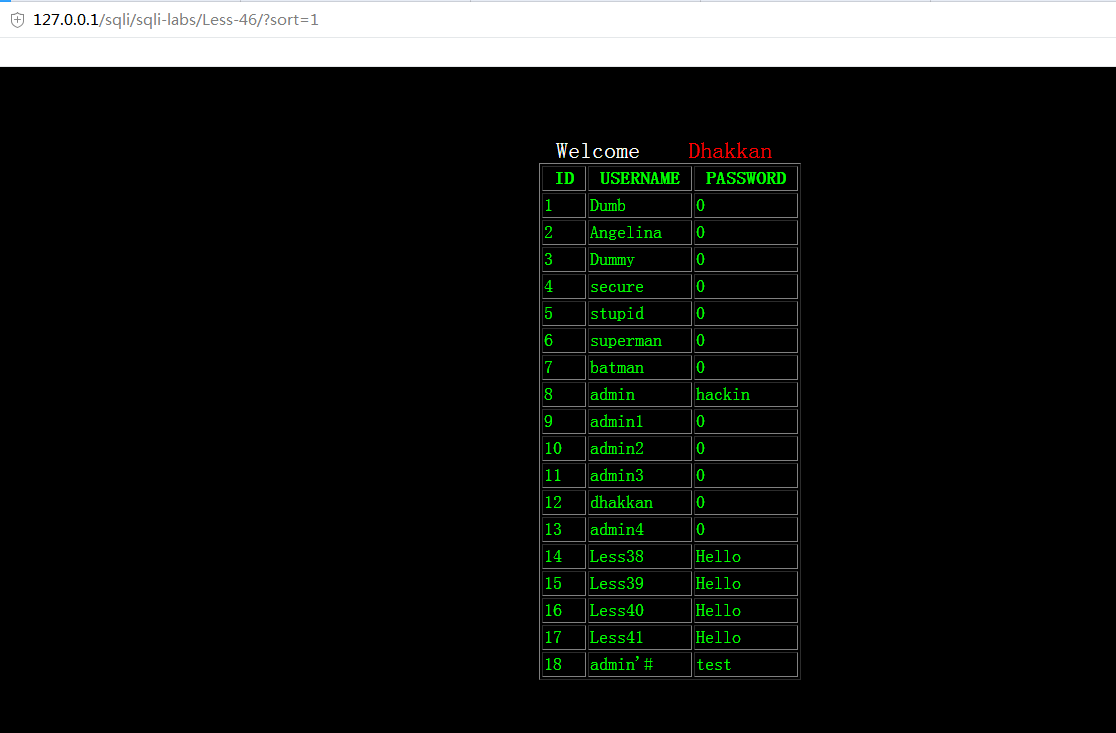 127.0.0.1/sqli/sqli-labs/Less-46/?sort=1
Welcome Dhakkan
ID USERNAME PASSWORD
1 Dumb 0
2 Angelina 0
3 Dummy 0
4 secure 0
5 stupid 0
6 superman 0
7 batman 0
8 admin hackin
9 admin1 0
10 admin2 0
11 admin3 0
12 dhakkan 0
13 admin4 0
14 Less38 Hello
15 Less39 Hello
16 Less40 Hello
17 Less41 Hello
18 admin'# test